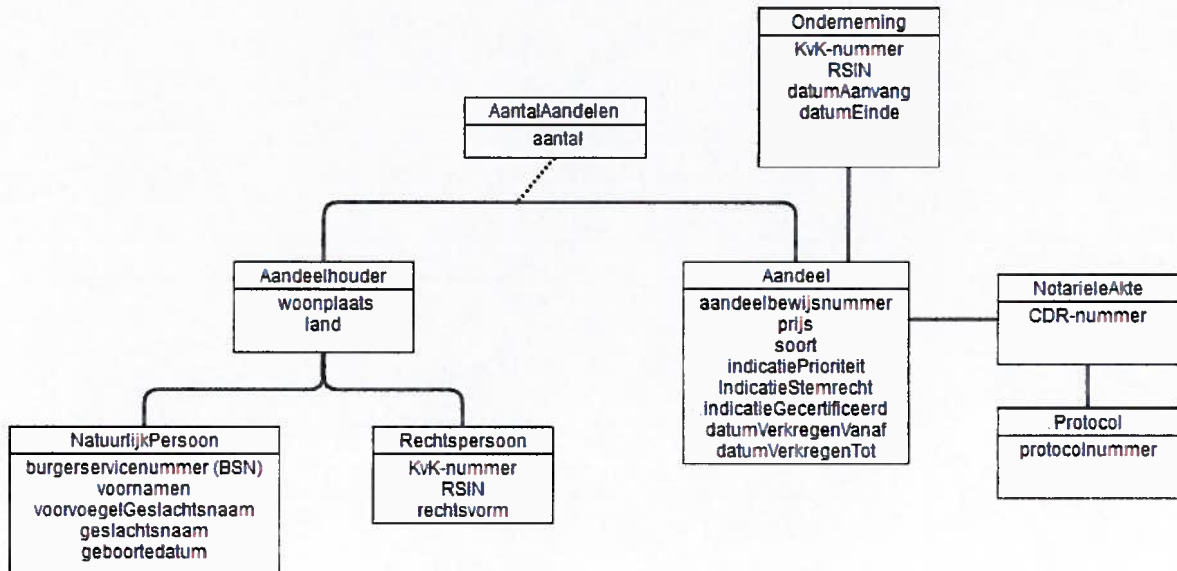 Onderneming
KvK-nummer
RSIN
datumAanvang
datumEinde
AantalAandelen
aantal
Aandeelhouder
woonplaats
land
Aandeel
aandeelbewijsnummer
prijs
soort
indicatiePrioriteit
IndicatieStemrecht
indicatieGecertificeerd
datumVerkregenVanaf
datumVerkregenTot
NotarieleAkte
CDR-nummer
Protocol
protocolnummer
NatuurlijkPersoon
burgerservicenummer (BSN)
voornamen
voorvoegelGeslachtsnaam
geslachtsnaam
geboortedatum
Rechtspersoon
KvK-nummer
RSIN
rechtsvorm